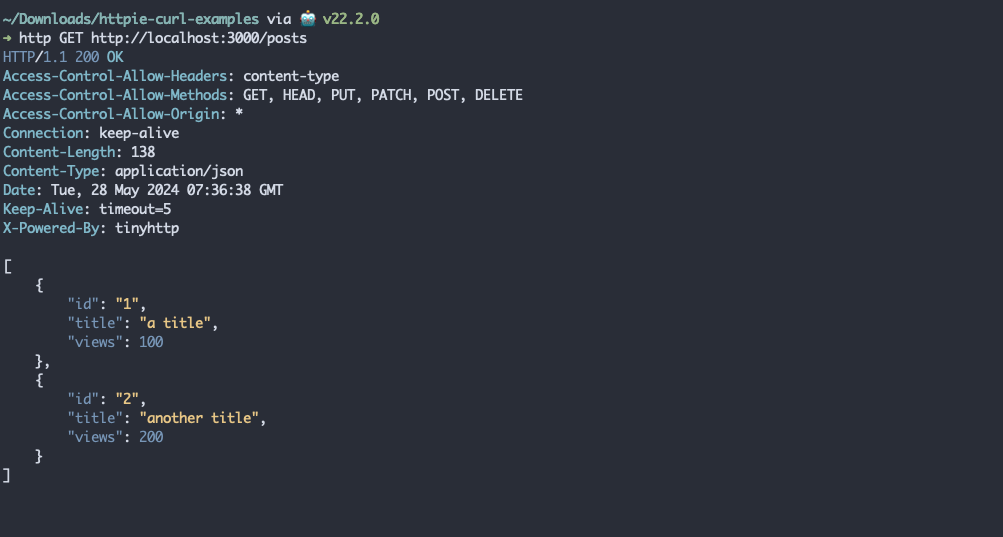 ~/Downloads/httpie-curl-examples via 🤖 v22.2.0
➜ http GET http://localhost:3000/posts
HTTP/1.1 200 OK
Access-Control-Allow-Headers: content-type
Access-Control-Allow-Methods: GET, HEAD, PUT, PATCH, POST, DELETE
Access-Control-Allow-Origin: *
Connection: keep-alive
Content-Length: 138
Content-Type: application/json
Date: Tue, 28 May 2024 07:36:38 GMT
Keep-Alive: timeout=5
X-Powered-By: tinyhttp

[
    {
        "id": "1",
        "title": "a title",
        "views": 100
    },
    {
        "id": "2",
        "title": "another title",
        "views": 200
    }
]